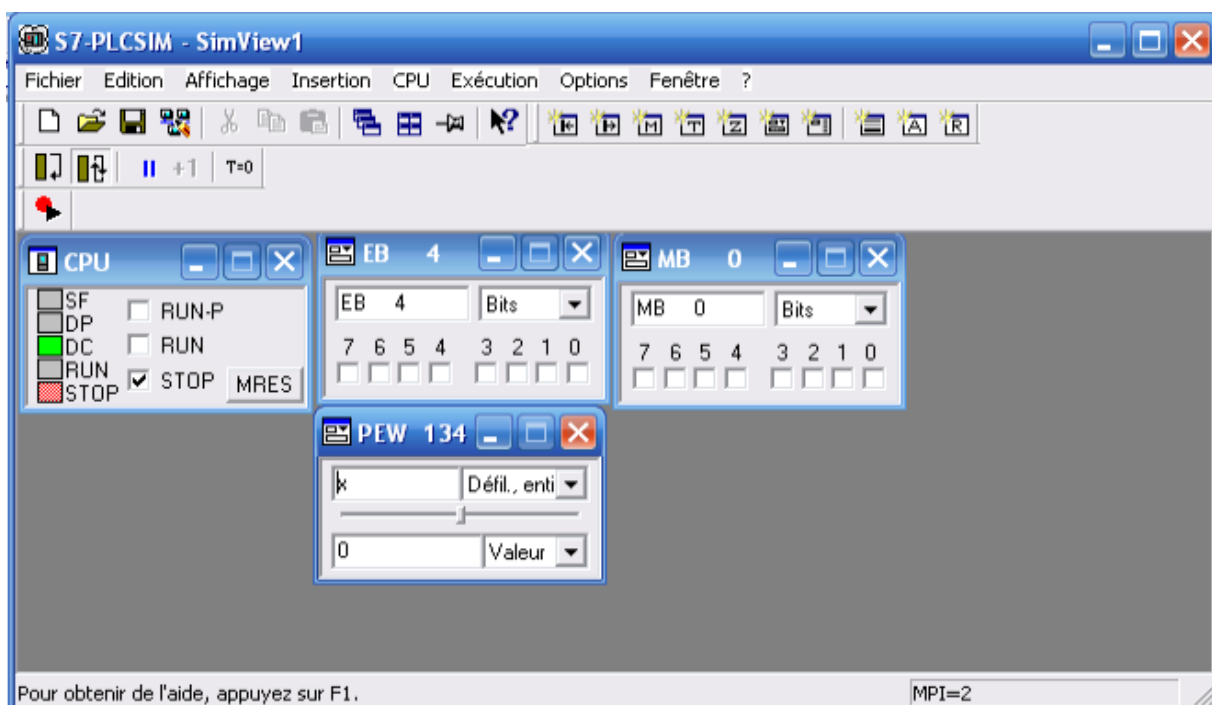 S7-PLCSIM - SimView1
Fichier Edition Affichage Insertion CPU Exécution Options Fenêtre ?
+1 T=0
CPU
SF
DP
DC
RUN
STOP
RUN-P
RUN
STOP
MRES
EB 4
EB 4 Bits
7 6 5 4 3 2 1 0
MB 0
MB 0 Bits
7 6 5 4 3 2 1 0
PEW 134
x Défil., enti
0 Valeur
Pour obtenir de l'aide, appuyez sur F1. MPI=2